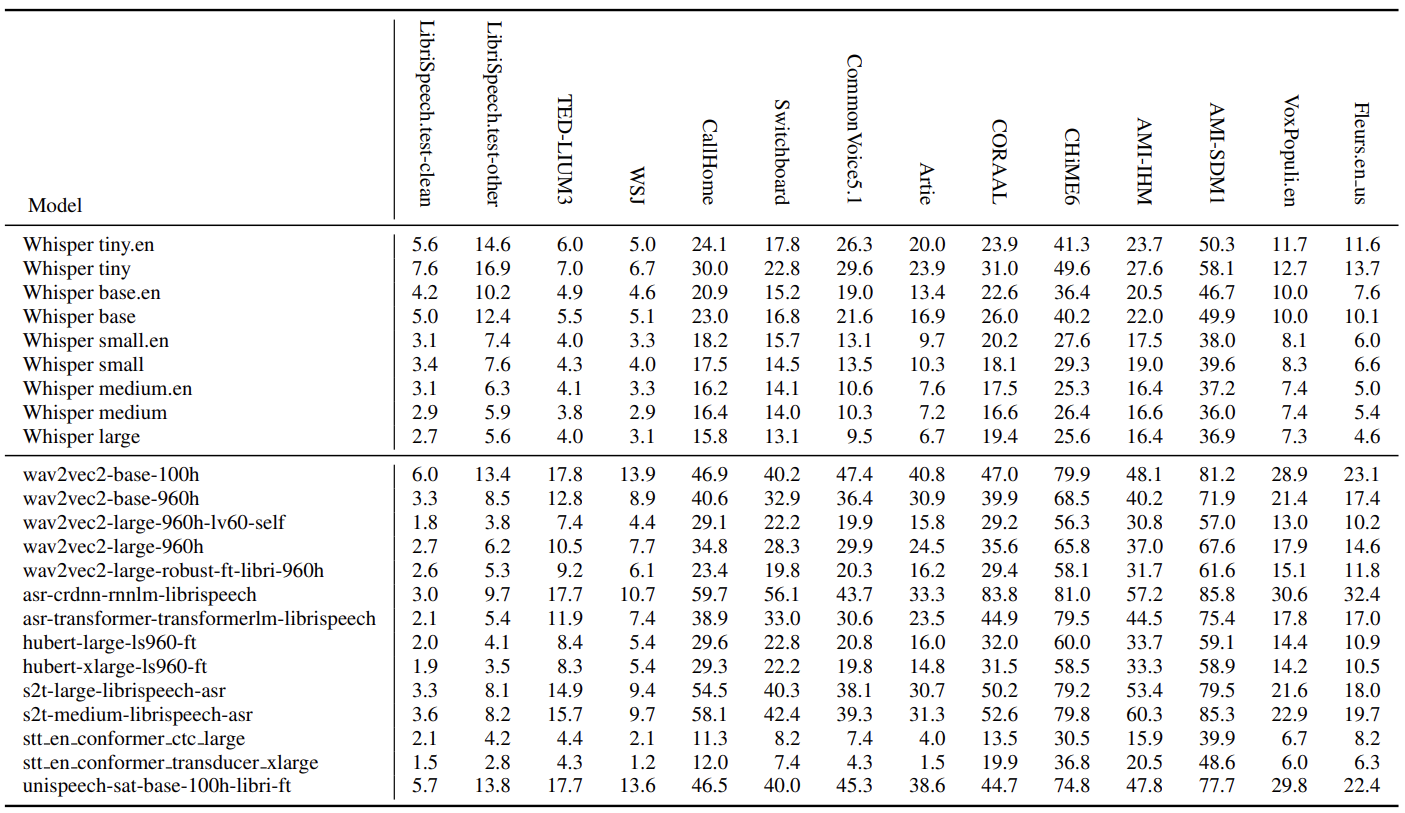 Model LibriSpeech.test-clean LibriSpeech.test-other TED-LIUM3 WSJ CallHome Switchboard CommonVoice5.1 Artie CORAAL CHiME6 AMI-IHM AMI-SDM1 VoxPopuli.en Fleurs.en_us
Whisper tiny.en 5.6 14.6 6.0 5.0 24.1 17.8 26.3 20.0 23.9 41.3 23.7 50.3 11.7 11.6
Whisper tiny 7.6 16.9 7.0 6.7 30.0 22.8 29.6 23.9 31.0 49.6 27.6 58.1 12.7 13.7
Whisper base.en 4.2 10.2 4.9 4.6 20.9 15.2 19.0 13.4 22.6 36.4 20.5 46.7 10.0 7.6
Whisper base 5.0 12.4 5.5 5.1 23.0 16.8 21.6 16.9 26.0 40.2 22.0 49.9 10.0 10.1
Whisper small.en 3.1 7.4 4.0 3.3 18.2 15.7 13.1 9.7 20.2 27.6 17.5 38.0 8.1 6.0
Whisper small 3.4 7.6 4.3 4.0 17.5 14.5 13.5 10.3 18.1 29.3 19.0 39.6 8.3 6.6
Whisper medium.en 3.1 6.3 4.1 3.3 16.2 14.1 10.6 7.6 17.5 25.3 16.4 37.2 7.4 5.0
Whisper medium 2.9 5.9 3.8 2.9 16.4 14.0 10.3 7.2 16.6 26.4 16.6 36.0 7.4 5.4
Whisper large 2.7 5.6 4.0 3.1 15.8 13.1 9.5 6.7 19.4 25.6 16.4 36.9 7.3 4.6
wav2vec2-base-100h 6.0 13.4 17.8 13.9 46.9 40.2 47.4 40.8 47.0 79.9 48.1 81.2 28.9 23.1
wav2vec2-base-960h 3.3 8.5 12.8 8.9 40.6 32.9 36.4 30.9 39.9 68.5 40.2 71.9 21.4 17.4
wav2vec2-large-960h-lv60-self 1.8 3.8 7.4 4.4 29.1 22.2 19.9 15.8 29.2 56.3 30.8 57.0 13.0 10.2
wav2vec2-large-960h 2.7 6.2 10.5 7.7 34.8 28.3 29.9 24.5 35.6 65.8 37.0 67.6 17.9 14.6
wav2vec2-large-robust-ft-libri-960h 2.6 5.3 9.2 6.1 23.4 19.8 20.3 16.2 29.4 58.1 31.7 61.6 15.1 11.8
asr-crdnn-rnnlm-librispeech 3.0 9.7 17.7 10.7 59.7 56.1 43.7 33.3 83.8 81.0 57.2 85.8 30.6 32.4
asr-transformer-transformerlm-librispeech 2.1 5.4 11.9 7.4 38.9 33.0 30.6 23.5 44.9 79.5 44.5 75.4 17.8 17.0
hubert-large-ls960-ft 2.0 4.1 8.4 5.4 29.6 22.8 20.8 16.0 32.0 60.0 33.7 59.1 14.4 10.9
hubert-xlarge-ls960-ft 1.9 3.5 8.3 5.4 29.3 22.2 19.8 14.8 31.5 58.5 33.3 58.9 14.2 10.5
s2t-large-librispeech-asr 3.3 8.1 14.9 9.4 54.5 40.3 38.1 30.7 50.2 79.2 53.4 79.5 21.6 18.0
s2t-medium-librispeech-asr 3.6 8.2 15.7 9.7 58.1 42.4 39.3 31.3 52.6 79.8 60.3 85.3 22.9 19.7
stt_en_conformer_ctc_large 2.1 4.2 4.4 2.1 11.3 8.2 7.4 4.0 13.5 30.5 15.9 39.9 6.7 8.2
stt_en_conformer_transducer_xlarge 1.5 2.8 4.3 1.2 12.0 7.4 4.3 1.5 19.9 36.8 20.5 48.6 6.0 6.3
unispeech-sat-base-100h-libri-ft 5.7 13.8 17.7 13.6 46.5 40.0 45.3 38.6 44.7 74.8 47.8 77.7 29.8 22.4